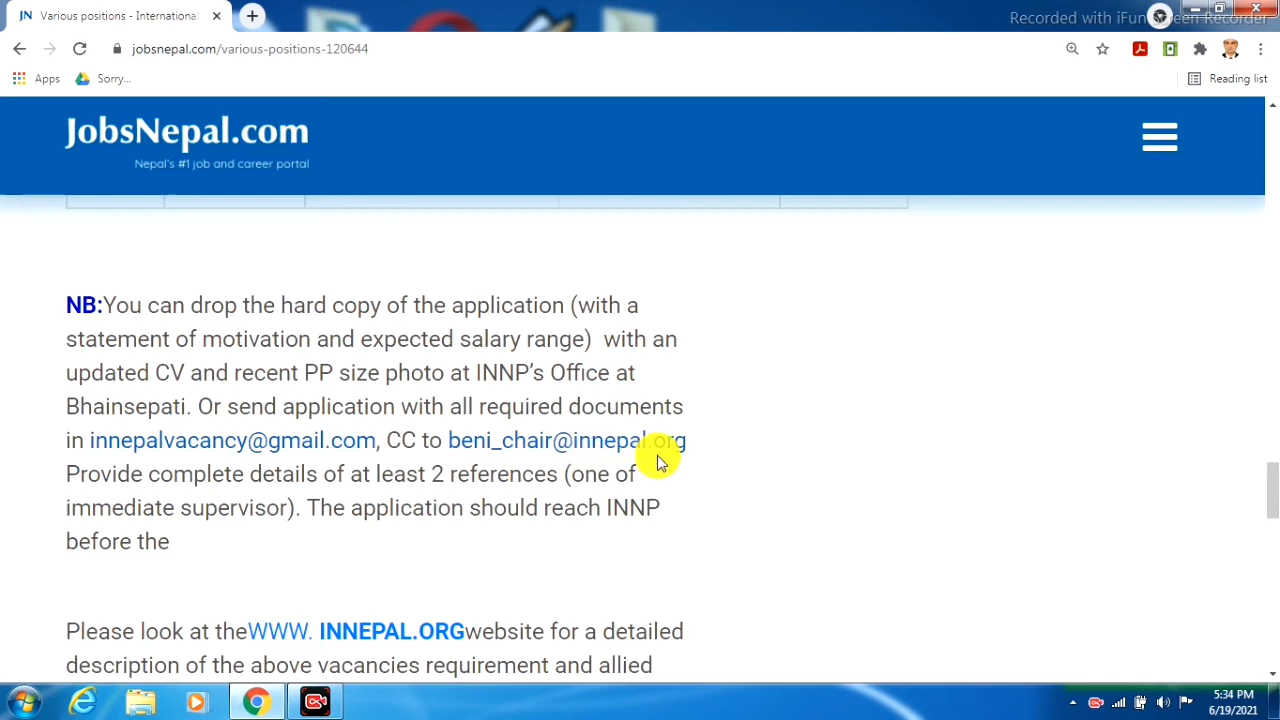 Various positions - Internationa
Recorded with iFun Screen Recorder
jobsnepal.com/various-positions-120644
Apps
Sorry...
Reading list
JobsNepal.com
Nepal's #1 job and career portal
NB:You can drop the hard copy of the application (with a
statement of motivation and expected salary range)  with an
updated CV and recent PP size photo at INNP’s Office at
Bhainsepati. Or send application with all required documents
in innepalvacancy@gmail.com, CC to beni_chair@innepal.org
Provide complete details of at least 2 references (one of
immediate supervisor). The application should reach INNP
before the
Please look at theWWW. INNEPAL.ORGwebsite for a detailed
description of the above vacancies requirement and allied
5:34 PM
6/19/2021